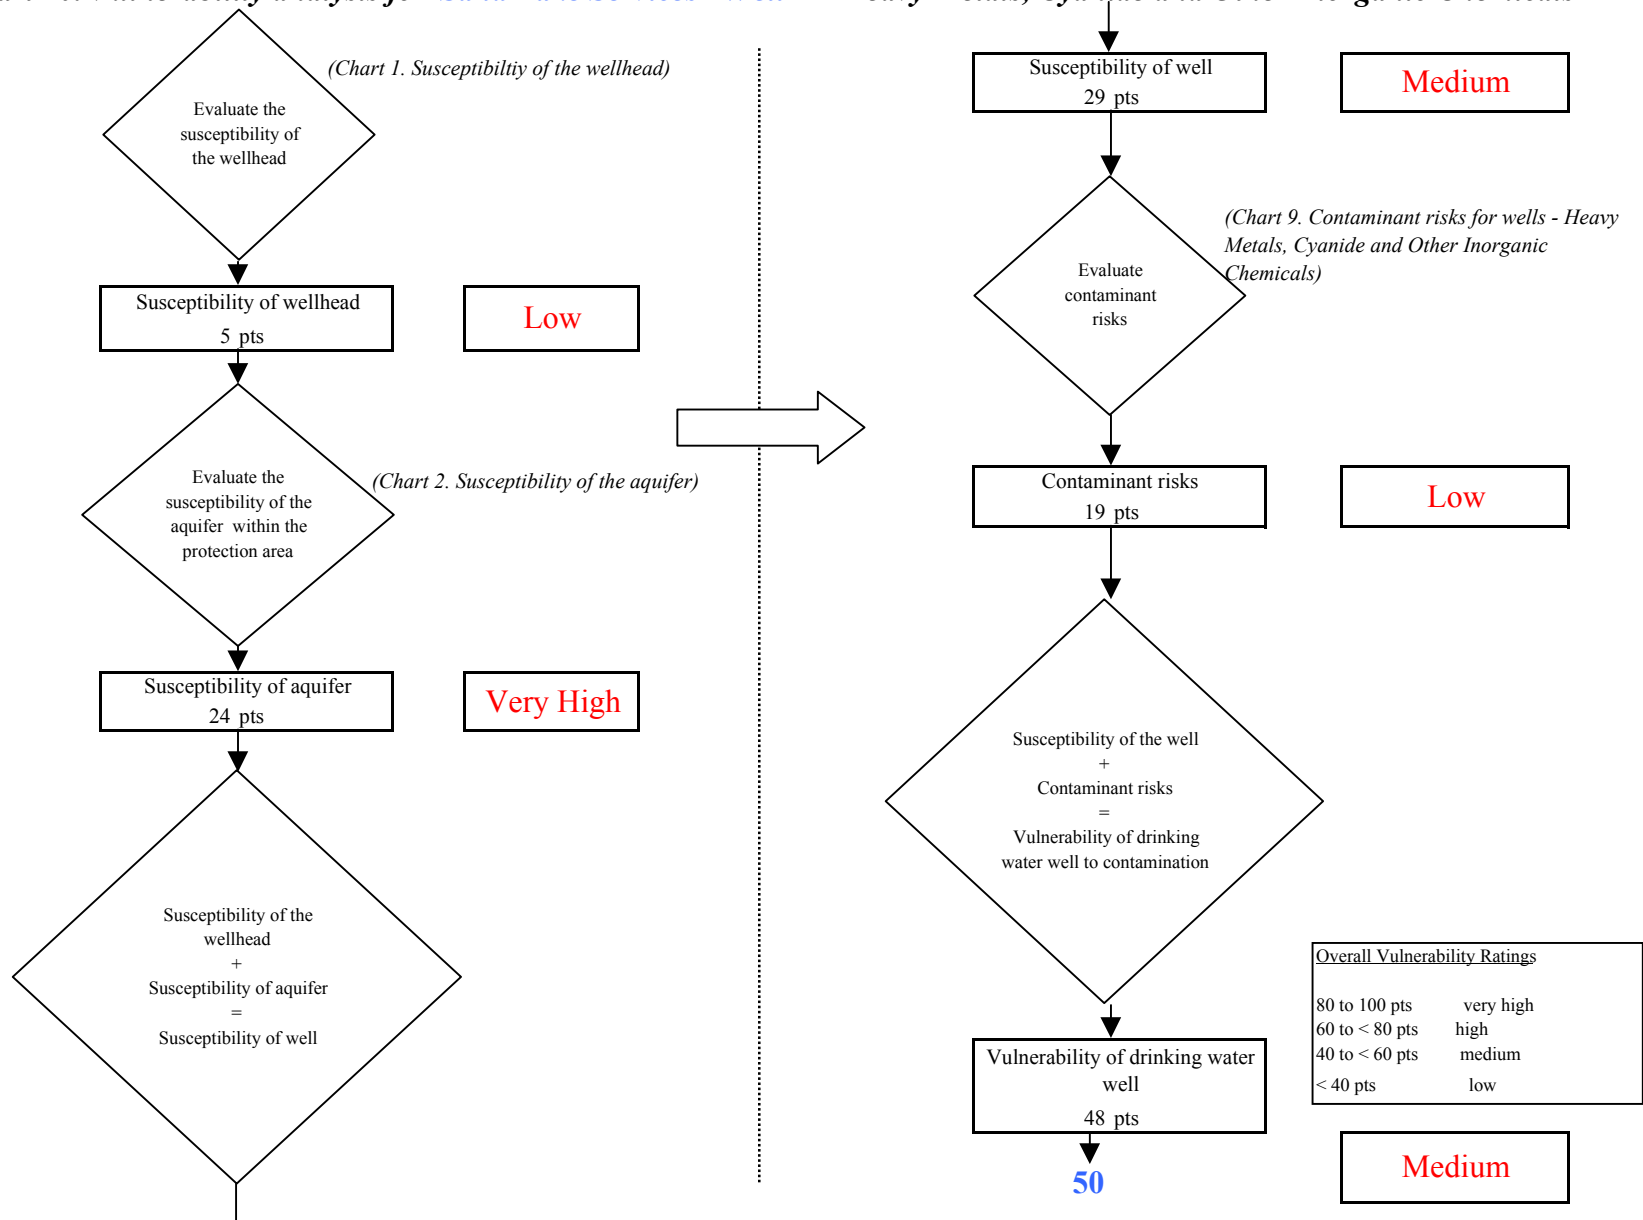 (Chart 1. Susceptibiltiy of the wellhead)
Evaluate the
susceptibility of
the wellhead
Susceptibility of wellhead
5 pts
Low
(Chart 2. Susceptibility of the aquifer)
Evaluate the
susceptibility of the
aquifer within the
protection area
Susceptibility of aquifer
24 pts
Very High
Susceptibility of the
wellhead
+
Susceptibility of aquifer
=
Susceptibility of well
Susceptibility of well
29 pts
Medium
(Chart 9. Contaminant risks for wells - Heavy
Metals, Cyanide and Other Inorganic
Chemicals)
Evaluate
contaminant
risks
Contaminant risks
19 pts
Low
Susceptibility of the well
+
Contaminant risks
=
Vulnerability of drinking
water well to contamination
Overall Vulnerability Ratings
80 to 100 pts very high
60 to < 80 pts high
40 to < 60 pts medium
< 40 pts low
Vulnerability of drinking water
well
48 pts
50
Medium